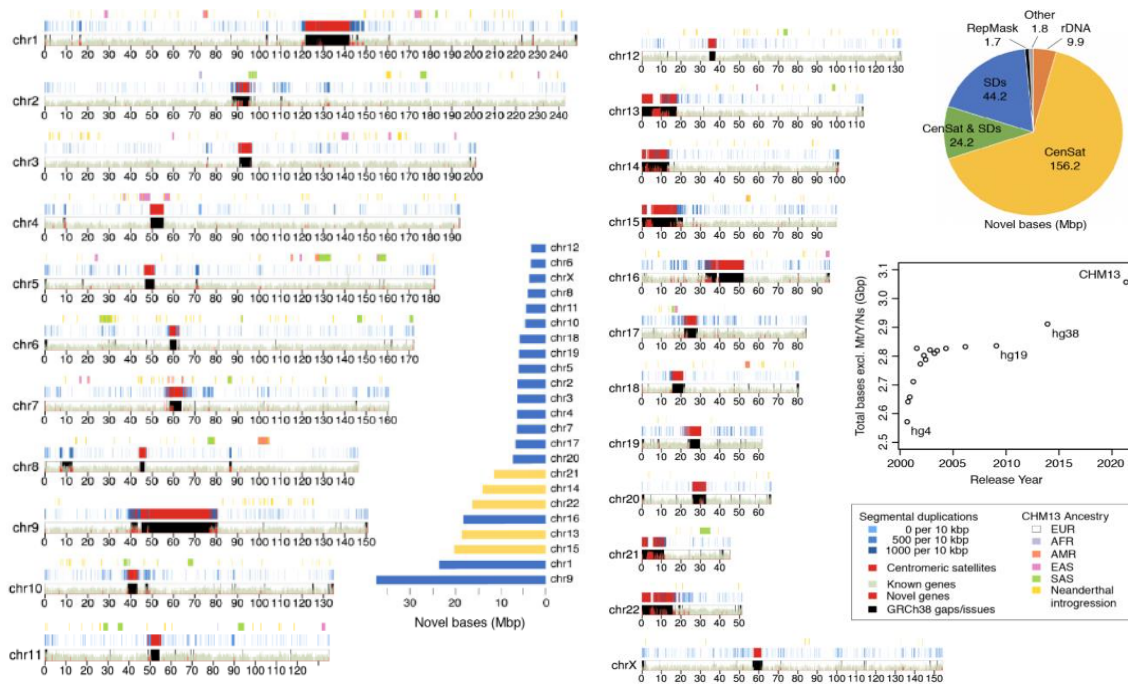 chr1
0 10 20 30 40 50 60 70 80 90 100 110 120 130 140 150 160 170 180 190 200 210 220 230 240
chr2
0 10 20 30 40 50 60 70 80 90 100 110 120 130 140 150 160 170 180 190 200 210 220 230 240
chr3
0 10 20 30 40 50 60 70 80 90 100 110 120 130 140 150 160 170 180 190 200
chr4
0 10 20 30 40 50 60 70 80 90 100 110 120 130 140 150 160 170 180 190
chr5
0 10 20 30 40 50 60 70 80 90 100 110 120 130 140 150 160 170 180
chr6
0 10 20 30 40 50 60 70 80 90 100 110 120 130 140 150 160 170
chr7
0 10 20 30 40 50 60 70 80 90 100 110 120 130 140 150 160
chr8
0 10 20 30 40 50 60 70 80 90 100 110 120 130 140
chr9
0 10 20 30 40 50 60 70 80 90 100 110 120 130 140 150
chr10
0 10 20 30 40 50 60 70 80 90 100 110 120 130
chr11
0 10 20 30 40 50 60 70 80 90 100 110 120
chr12
chr6
chrX
chr8
chr11
chr10
chr18
chr19
chr5
chr2
chr3
chr4
chr7
chr17
chr20
chr21
chr14
chr22
chr16
chr13
chr15
chr1
chr9
30 20 10 0
Novel bases (Mbp)
chr12
0 10 20 30 40 50 60 70 80 90 100 110 120 130
chr13
0 10 20 30 40 50 60 70 80 90 100 110
chr14
0 10 20 30 40 50 60 70 80 90 100
chr15
0 10 20 30 40 50 60 70 80 90 100
chr16
0 10 20 30 40 50 60 70 80 90
chr17
0 10 20 30 40 50 60 70 80
chr18
0 10 20 30 40 50 60 70 80
chr19
0 10 20 30 40 50 60
chr20
0 10 20 30 40 50 60
chr21
0 10 20 30 40
chr22
0 10 20 30 40 50
chrX
0 10 20 30 40 50 60 70 80 90 100 110 120 130 140 150
Other
1.8
RepMask
1.7
rDNA
9.9
SDs
44.2
CenSat & SDs
24.2
CenSat
156.2
Novel bases (Mbp)
Total bases excl. Mt/Y/Ns (Gbp)
3.1
3.0
2.9
2.8
2.7
2.6
2.5
CHM13
hg38
hg19
hg4
2000 2005 2010 2015 2020
Release Year
Segmental duplications
0 per 10 kbp
500 per 10 kbp
1000 per 10 kbp
Centromeric satellites
Known genes
Novel genes
GRCh38 gaps/issues
CHM13 Ancestry
EUR
AFR
AMR
EAS
SAS
Neanderthal
introgression